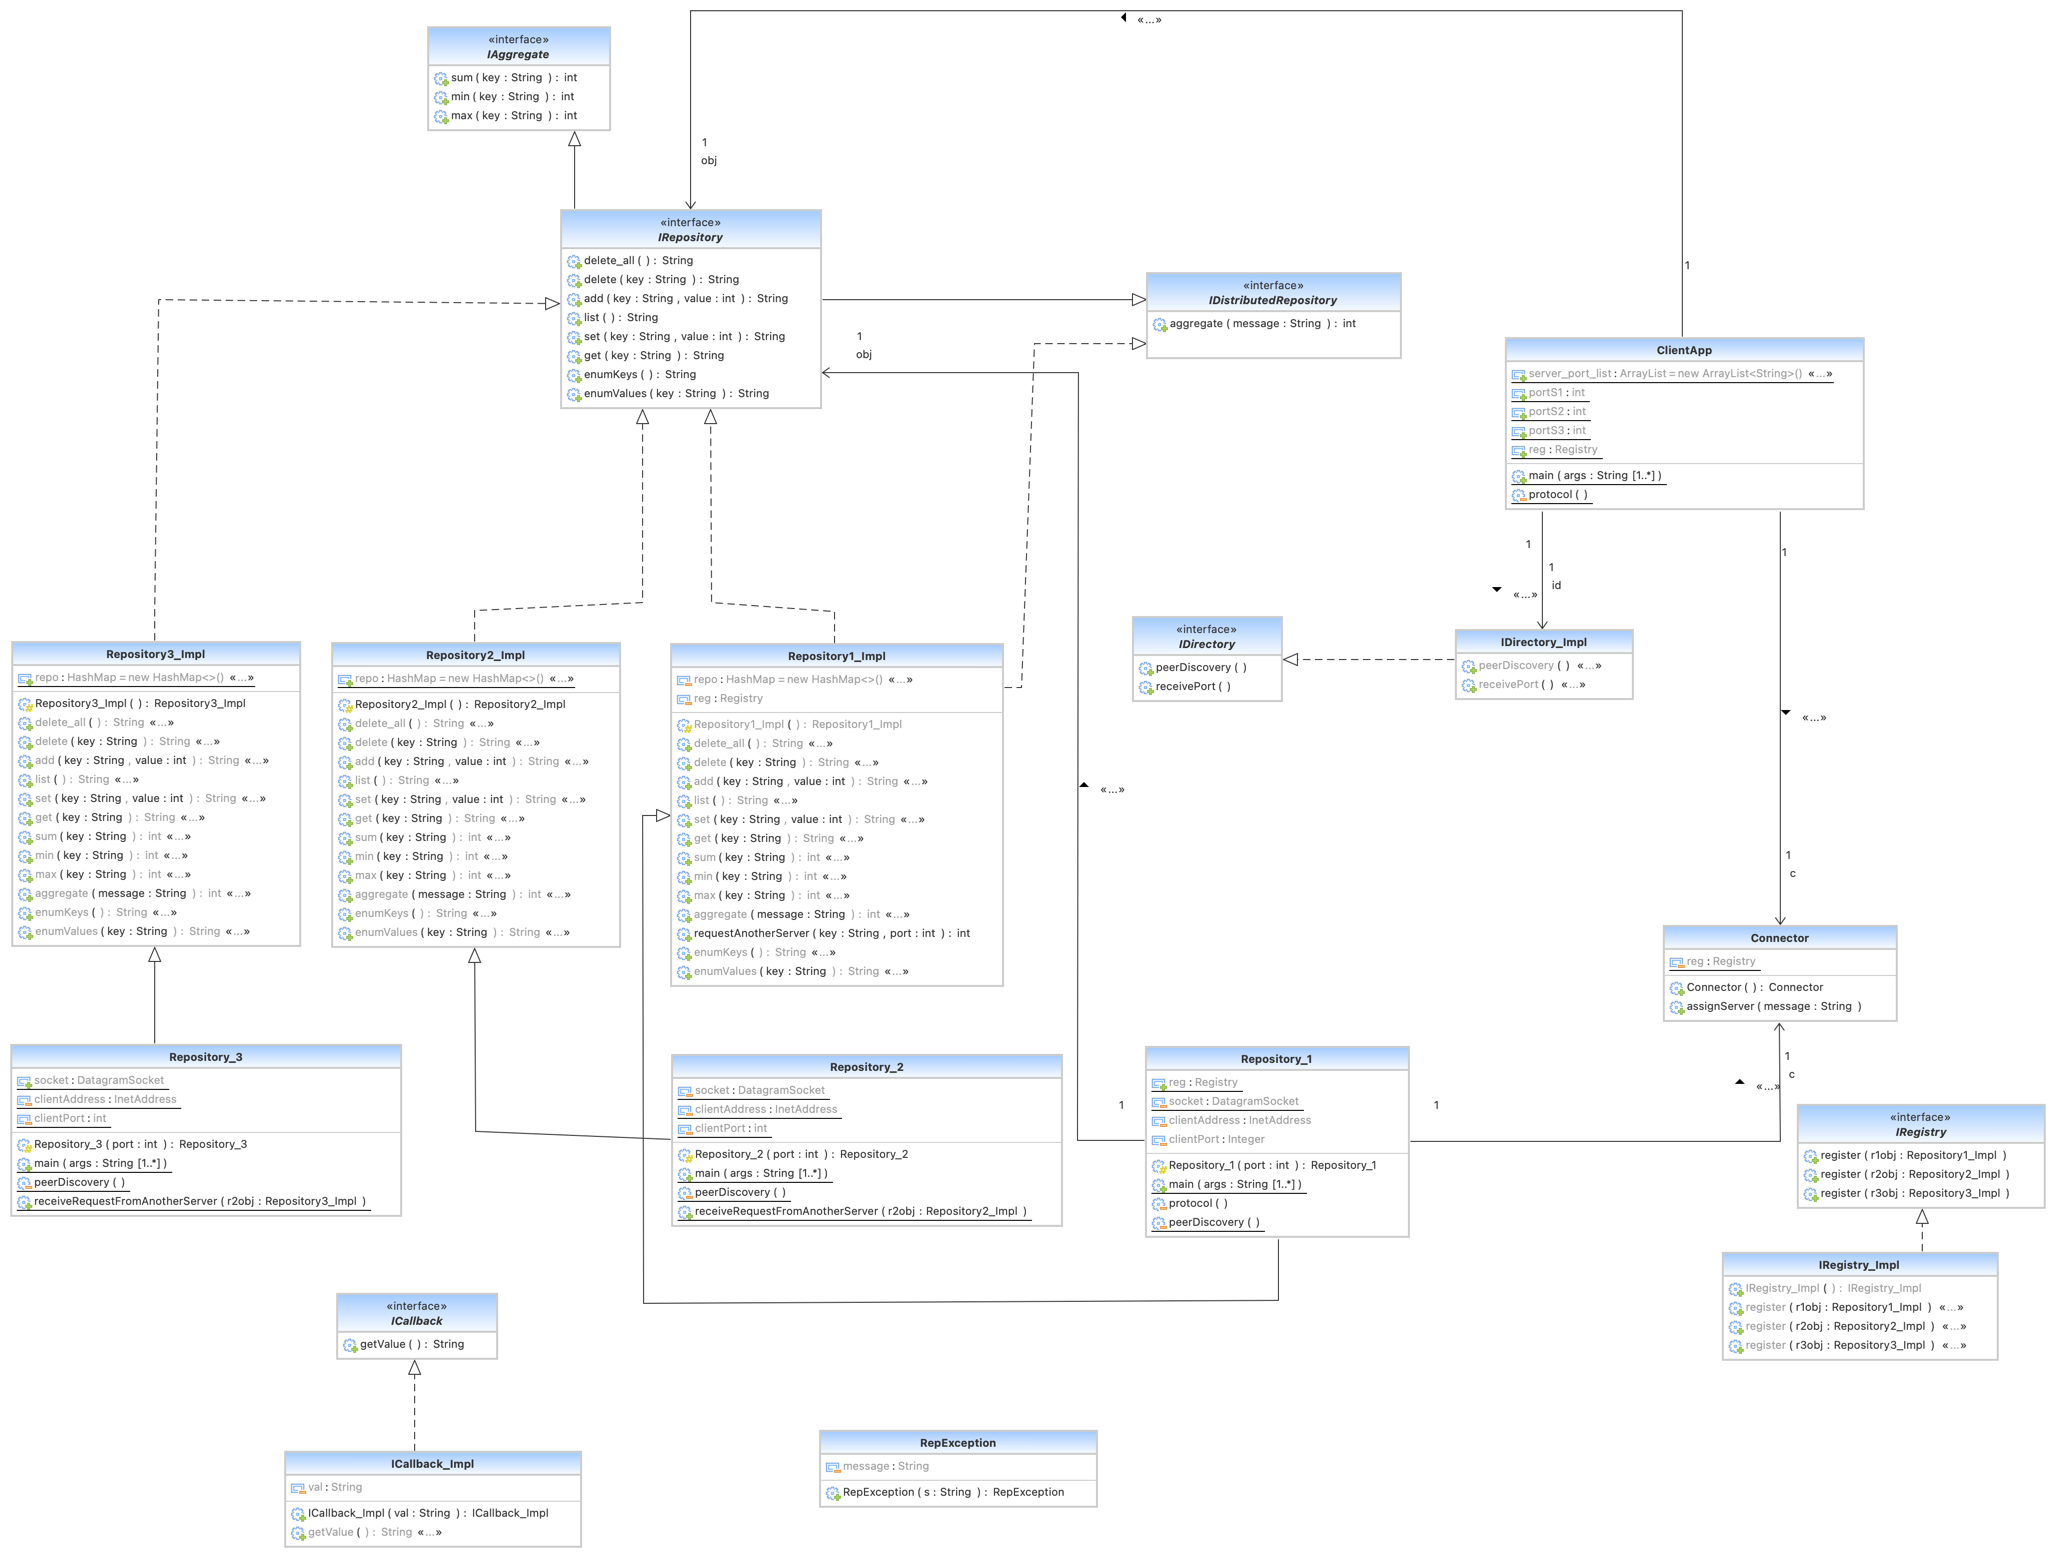 «...»
«interface»
IAggregate
sum ( key : String ) : int
min ( key : String ) : int
max ( key : String ) : int
1
obj
«interface»
IRepository
delete_all ( ) : String
delete ( key : String ) : String
add ( key : String , value : int ) : String
list ( ) : String
set ( key : String , value : int ) : String
get ( key : String ) : String
enumKeys ( ) : String
enumValues ( key : String ) : String
1
obj
«interface»
IDistributedRepository
aggregate ( message : String ) : int
1
ClientApp
server_port_list : ArrayList = new ArrayList<String>() «...»
portS1 : int
portS2 : int
portS3 : int
reg : Registry
main ( args : String [1..*] )
protocol ( )
1
1
id
«...»
1
«...»
1
c
«interface»
IDirectory
peerDiscovery ( )
receivePort ( )
IDirectory_Impl
peerDiscovery ( ) «...»
receivePort ( ) «...»
Repository3_Impl
repo : HashMap = new HashMap<>() «...»
Repository3_Impl ( ) : Repository3_Impl
delete_all ( ) : String «...»
delete ( key : String ) : String «...»
add ( key : String , value : int ) : String «...»
list ( ) : String «...»
set ( key : String , value : int ) : String «...»
get ( key : String ) : String «...»
sum ( key : String ) : int «...»
min ( key : String ) : int «...»
max ( key : String ) : int «...»
aggregate ( message : String ) : int «...»
enumKeys ( ) : String «...»
enumValues ( key : String ) : String «...»
Repository2_Impl
repo : HashMap = new HashMap<>() «...»
Repository2_Impl ( ) : Repository2_Impl
delete_all ( ) : String «...»
delete ( key : String ) : String «...»
add ( key : String , value : int ) : String «...»
list ( ) : String «...»
set ( key : String , value : int ) : String «...»
get ( key : String ) : String «...»
sum ( key : String ) : int «...»
min ( key : String ) : int «...»
max ( key : String ) : int «...»
aggregate ( message : String ) : int «...»
enumKeys ( ) : String «...»
enumValues ( key : String ) : String «...»
Repository1_Impl
repo : HashMap = new HashMap<>() «...»
reg : Registry
Repository1_Impl ( ) : Repository1_Impl
delete_all ( ) : String «...»
delete ( key : String ) : String «...»
add ( key : String , value : int ) : String «...»
list ( ) : String «...»
set ( key : String , value : int ) : String «...»
get ( key : String ) : String «...»
sum ( key : String ) : int «...»
min ( key : String ) : int «...»
max ( key : String ) : int «...»
aggregate ( message : String ) : int «...»
requestAnotherServer ( key : String , port : int ) : int
enumKeys ( ) : String «...»
enumValues ( key : String ) : String «...»
«...»
Connector
reg : Registry
Connector ( ) : Connector
assignServer ( message : String )
Repository_3
socket : DatagramSocket
clientAddress : InetAddress
clientPort : int
Repository_3 ( port : int ) : Repository_3
main ( args : String [1..*] )
peerDiscovery ( )
receiveRequestFromAnotherServer ( r2obj : Repository3_Impl )
Repository_2
socket : DatagramSocket
clientAddress : InetAddress
clientPort : int
Repository_2 ( port : int ) : Repository_2
main ( args : String [1..*] )
peerDiscovery ( )
receiveRequestFromAnotherServer ( r2obj : Repository2_Impl )
1
Repository_1
reg : Registry
socket : DatagramSocket
clientAddress : InetAddress
clientPort : Integer
Repository_1 ( port : int ) : Repository_1
main ( args : String [1..*] )
protocol ( )
peerDiscovery ( )
1
1
c
«...»
«interface»
IRegistry
register ( r1obj : Repository1_Impl )
register ( r2obj : Repository2_Impl )
register ( r3obj : Repository3_Impl )
IRegistry_Impl
IRegistry_Impl ( ) : IRegistry_Impl
register ( r1obj : Repository1_Impl ) «...»
register ( r2obj : Repository2_Impl ) «...»
register ( r3obj : Repository3_Impl ) «...»
«interface»
ICallback
getValue ( ) : String
ICallback_Impl
val : String
ICallback_Impl ( val : String ) : ICallback_Impl
getValue ( ) : String «...»
RepException
message : String
RepException ( s : String ) : RepException